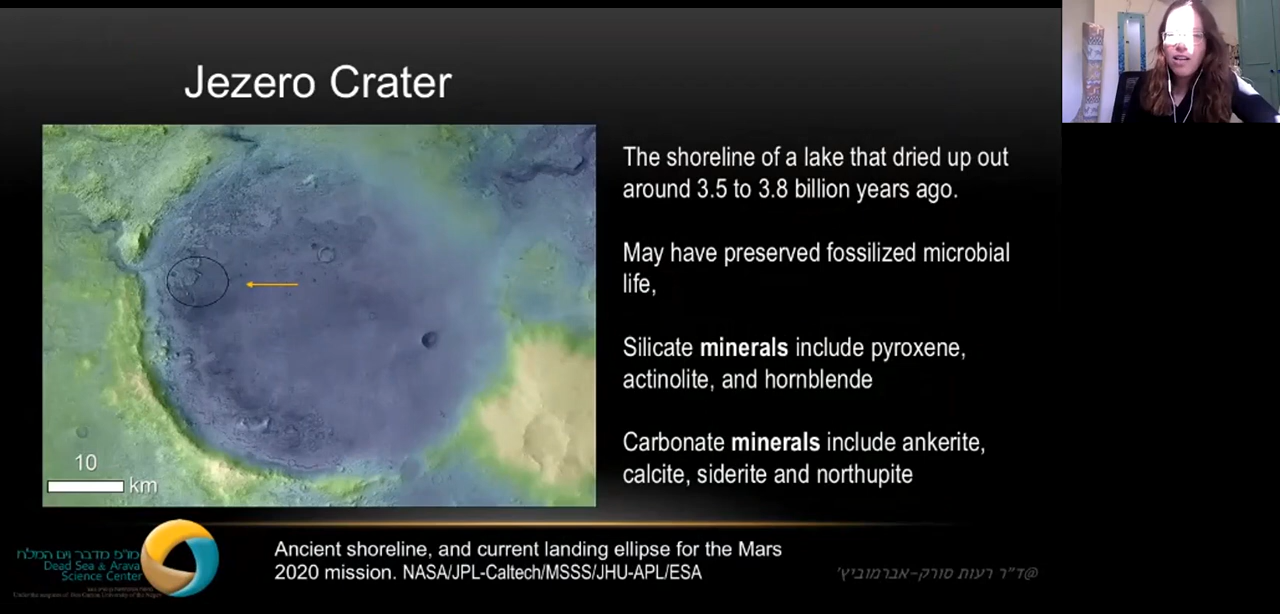 Jezero Crater
The shoreline of a lake that dried up out
around 3.5 to 3.8 billion years ago.
May have preserved fossilized microbial
life,
Silicate minerals include pyroxene,
actinolite, and hornblende
Carbonate minerals include ankerite,
calcite, siderite and northupite
10
km
מו"פ מדבר וים המלח
Dead Sea & Arava
Science Center
Ancient shoreline, and current landing ellipse for the Mars
2020 mission. NASA/JPL-Caltech/MSSS/JHU-APL/ESA
@ד"ר רעות סורק-אברמוביץ'